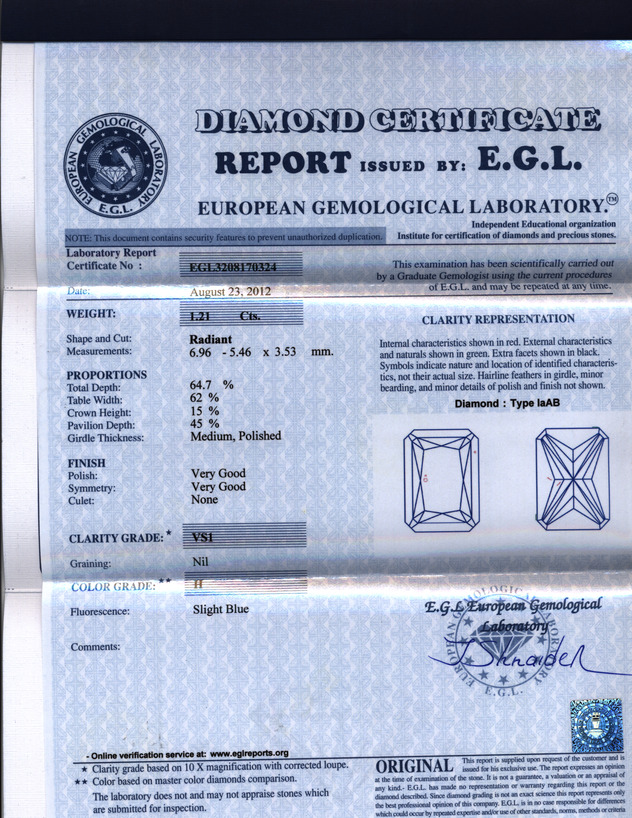 EUROPEAN GEMOLOGICAL LABORATORY
E.G.L.
DIAMOND CERTIFICATE
REPORT ISSUED BY: E.G.L.
EUROPEAN GEMOLOGICAL LABORATORY.™
Independent Educational organization
NOTE: This document contains security features to prevent unauthorized duplication.
Institute for certification of diamonds and precious stones.
Laboratory Report
Certificate No : EGL3208170324
This examination has been scientifically carried out
by a Graduate Gemologist using the current procedures
of E.G.L. and may be repeated at any time.
Date: August 23, 2012
WEIGHT: 1.21 Cts.
Shape and Cut: Radiant
Measurements: 6.96 - 5.46 x 3.53 mm.
PROPORTIONS
Total Depth: 64.7 %
Table Width: 62 %
Crown Height: 15 %
Pavilion Depth: 45 %
Girdle Thickness: Medium, Polished
FINISH
Polish: Very Good
Symmetry: Very Good
Culet: None
CLARITY GRADE: * VS1
Graining: Nil
COLOR GRADE: ** H
Fluorescence: Slight Blue
Comments:
CLARITY REPRESENTATION
Internal characteristics shown in red. External characteristics
and naturals shown in green. Extra facets shown in black.
Symbols indicate nature and location of identified characteris-
tics, not their actual size. Hairline feathers in girdle, minor
bearding, and minor details of polish and finish not shown.
Diamond : Type IaAB
E.G.L European Gemological
Laboratory
E.G.L.
- Online verification service at: www.eglreports.org
* Clarity grade based on 10 X magnification with corrected loupe.
** Color based on master color diamonds comparison.
The laboratory does not and may not appraise stones which
are submitted for inspection.
ORIGINAL This report is supplied upon request of the customer and is
issued for his exclusive use. The report expresses an opinion
at the time of examination of the stone. It is not a guarantee, a valuation or an appraisal of
any kind.- E.G.L. has made no representation or warranty regarding this report or the
diamond described. Since diamond grading is not an exact science this report represents only
the best professional opinion of this company. E.G.L. is in no case responsible for differences
which could occur by repeated expertise and/or use of other standards, norms, methods or criteria